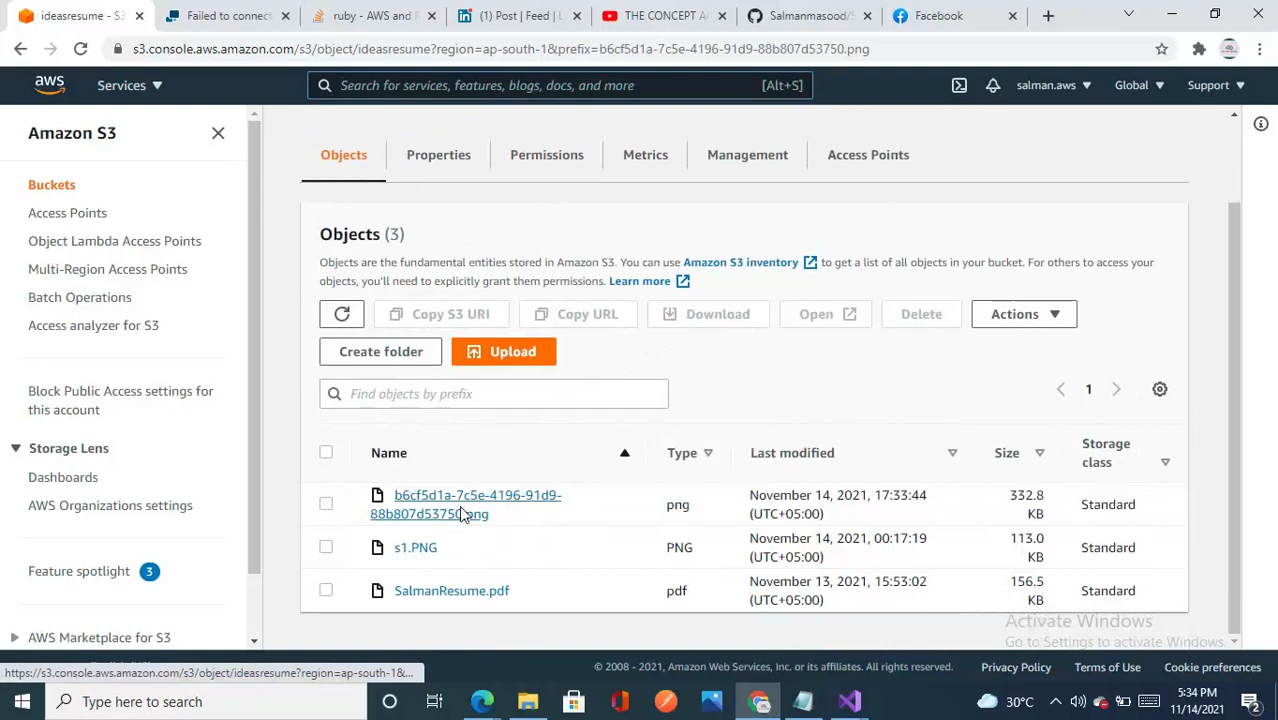 ideasresume - S3
Failed to connect
ruby - AWS and R
(1) Post | Feed | L
THE CONCEPT A
Salmanmasood/S
Facebook
s3.console.aws.amazon.com/s3/object/ideasresume?region=ap-south-1&prefix=b6cf5d1a-7c5e-4196-91d9-88b807d53750.png
aws
Services
Search for services, features, blogs, docs, and more
[Alt+S]
salman.aws
Global
Support
Amazon S3
Buckets
Access Points
Object Lambda Access Points
Multi-Region Access Points
Batch Operations
Access analyzer for S3
Block Public Access settings for
this account
Storage Lens
Dashboards
AWS Organizations settings
Feature spotlight 3
AWS Marketplace for S3
Objects
Properties
Permissions
Metrics
Management
Access Points
Objects (3)
Objects are the fundamental entities stored in Amazon S3. You can use Amazon S3 inventory to get a list of all objects in your bucket. For others to access your
objects, you'll need to explicitly grant them permissions. Learn more
Copy S3 URI
Copy URL
Download
Open
Delete
Actions
Create folder
Upload
Find objects by prefix
1
Name
Type
Last modified
Size
Storage
class
b6cf5d1a-7c5e-4196-91d9-
88b807d53750.png
png
November 14, 2021, 17:33:44
(UTC+05:00)
332.8
KB
Standard
s1.PNG
PNG
November 14, 2021, 00:17:19
(UTC+05:00)
113.0
KB
Standard
SalmanResume.pdf
pdf
November 13, 2021, 15:53:02
(UTC+05:00)
156.5
KB
Standard
Activate Windows
Go to Settings to activate Windows.
https://s3.console.aws.amazon.com/s3/object/ideasresume?region=ap-south-1&...
© 2008 - 2021, Amazon Web Services, Inc. or its affiliates. All rights reserved.
Privacy Policy
Terms of Use
Cookie preferences
Type here to search
30°C
5:34 PM
11/14/2021
2